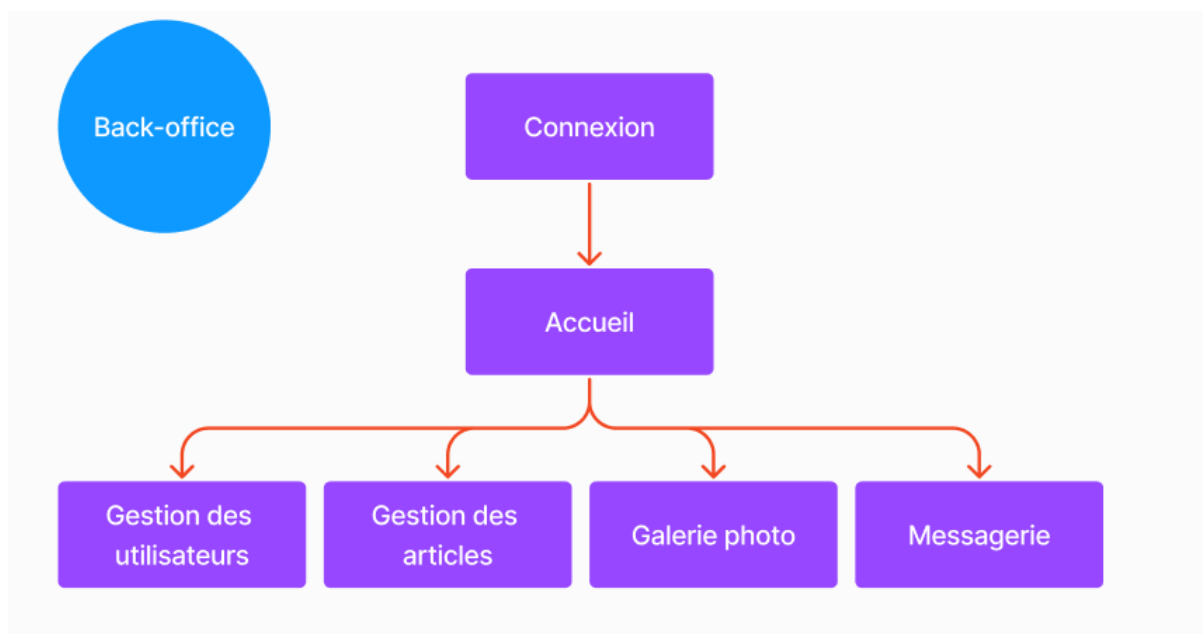 Back-office
Connexion
Accueil
Gestion des
utilisateurs
Gestion des
articles
Galerie photo
Messagerie